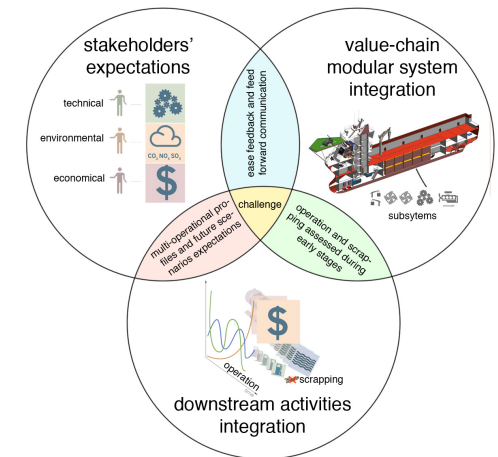 stakeholders’
expectations
technical
environmental
CO2 NOX SOX
economical
value-chain
modular system
integration
subsytems
ease feedback and feed
forward communication
challenge
multi-operational pro-
files and future sce-
narios expectations
operation and scrap-
ping assessed during
early stages
operation
scrapping
downstream activities
integration